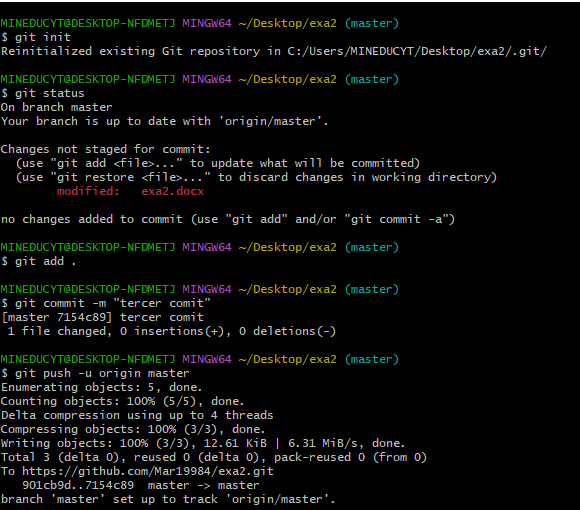 MINEDUCYT@DESKTOP-NFDMETJ MINGW64 ~/Desktop/exa2 (master)
$ git init
Reinitialized existing Git repository in C:/Users/MINEDUCYT/Desktop/exa2/.git/

MINEDUCYT@DESKTOP-NFDMETJ MINGW64 ~/Desktop/exa2 (master)
$ git status
On branch master
Your branch is up to date with 'origin/master'.

Changes not staged for commit:
  (use "git add <file>..." to update what will be committed)
  (use "git restore <file>..." to discard changes in working directory)
        modified:   exa2.docx

no changes added to commit (use "git add" and/or "git commit -a")

MINEDUCYT@DESKTOP-NFDMETJ MINGW64 ~/Desktop/exa2 (master)
$ git add .

MINEDUCYT@DESKTOP-NFDMETJ MINGW64 ~/Desktop/exa2 (master)
$ git commit -m "tercer comit"
[master 7154c89] tercer comit
 1 file changed, 0 insertions(+), 0 deletions(-)

MINEDUCYT@DESKTOP-NFDMETJ MINGW64 ~/Desktop/exa2 (master)
$ git push -u origin master
Enumerating objects: 5, done.
Counting objects: 100% (5/5), done.
Delta compression using up to 4 threads
Compressing objects: 100% (3/3), done.
Writing objects: 100% (3/3), 12.61 KiB | 6.31 MiB/s, done.
Total 3 (delta 0), reused 0 (delta 0), pack-reused 0 (from 0)
To https://github.com/Mar19984/exa2.git
   901cb9d..7154c89  master -> master
branch 'master' set up to track 'origin/master'.